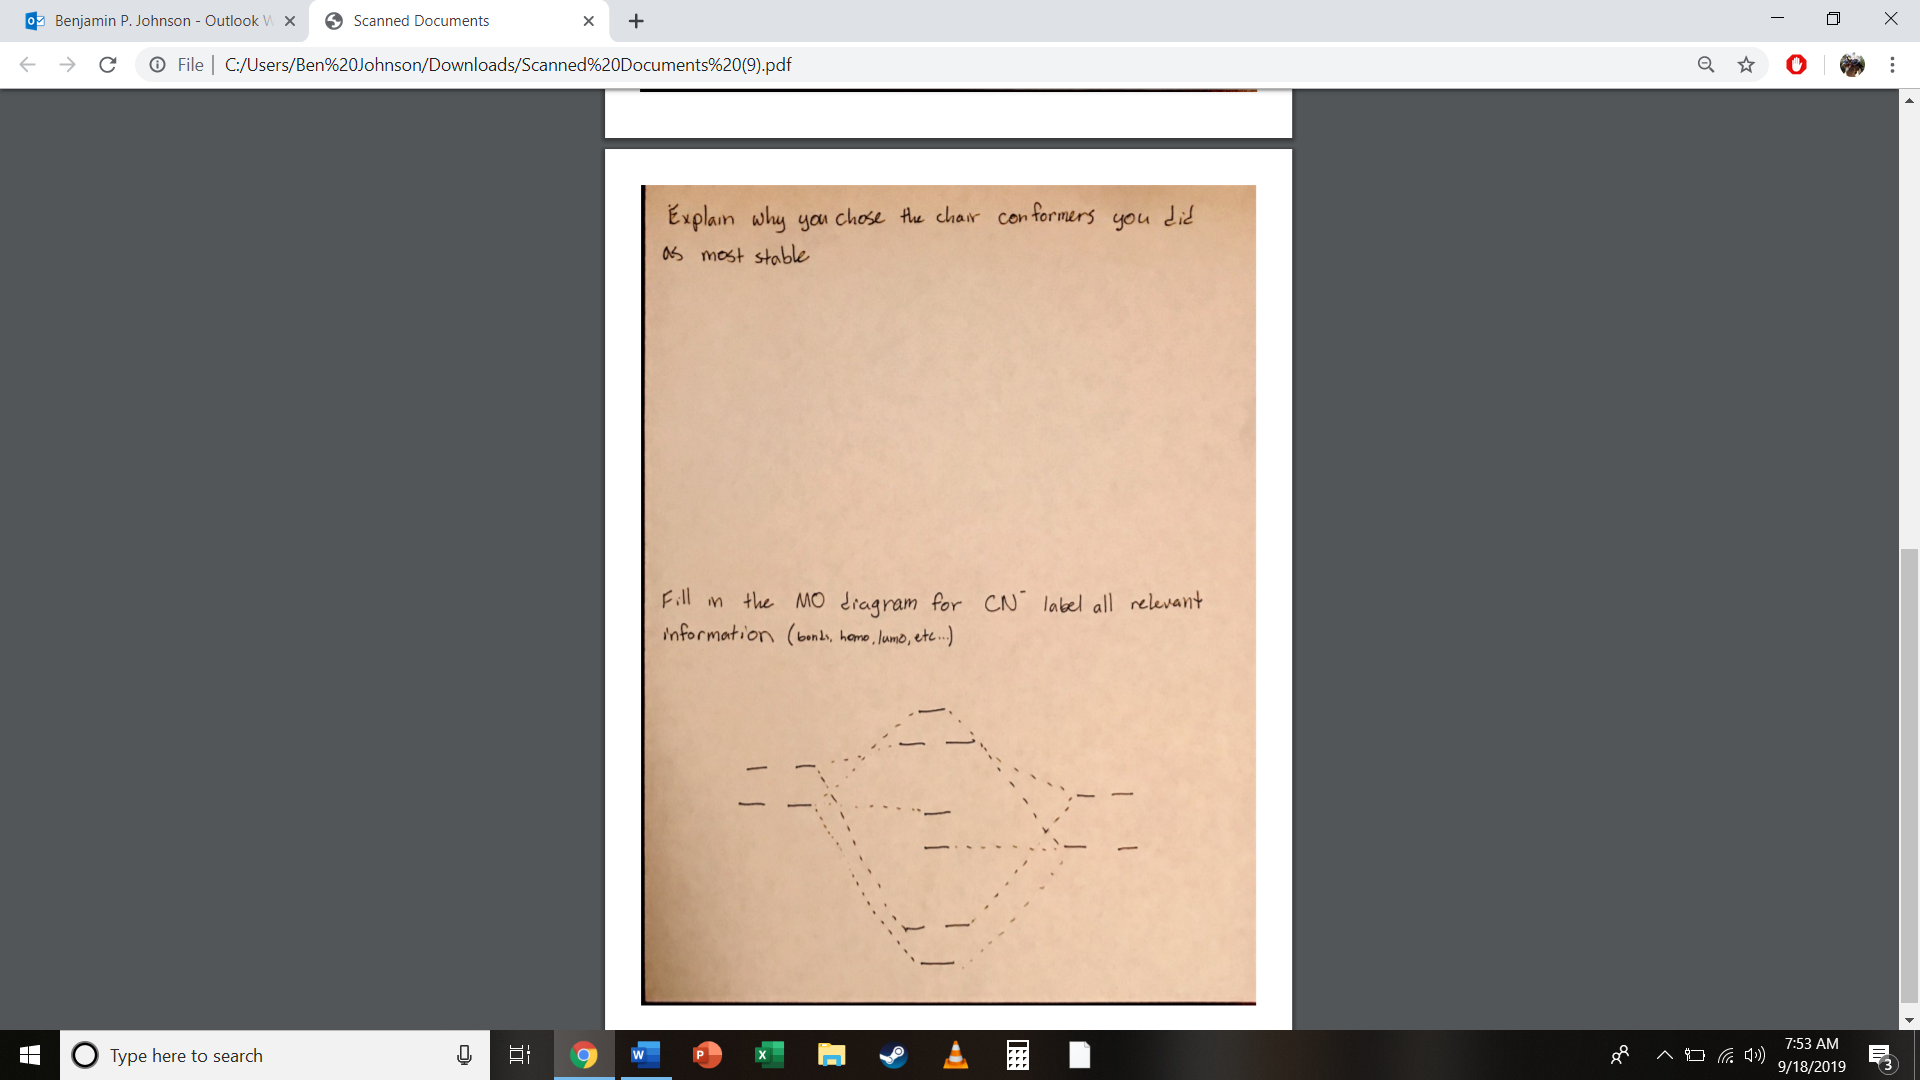 Benjamin P. Johnson - Outlook W
Scanned Documents
File
C:/Users/Ben%20Johnson/Downloads/Scanned%20Documents%20(9).pdf
Explain why you chose the chair conformers you did
as most stable
Fill in the MO diagram for CN⁻ label all relevant
information (bonds, homo, lumo, etc...)
Type here to search
7:53 AM
9/18/2019
3